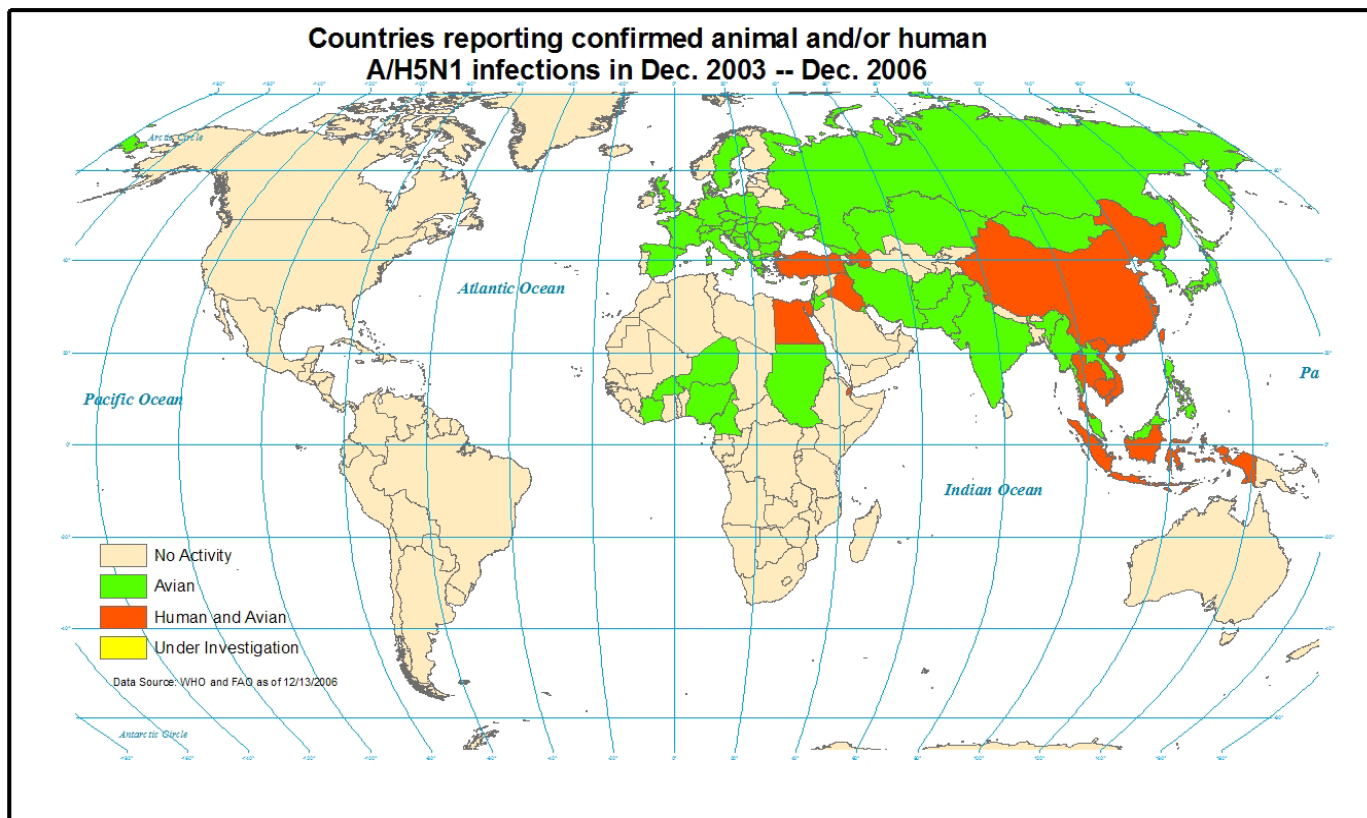 Countries reporting confirmed animal and/or human
A/H5N1 infections in Dec. 2003 -- Dec. 2006
Arctic Circle
Atlantic Ocean
Pacific Ocean
Pa
Indian Ocean
No Activity
Avian
Human and Avian
Under Investigation
Data Source: WHO and FAO as of 12/13/2006
Antarctic Circle